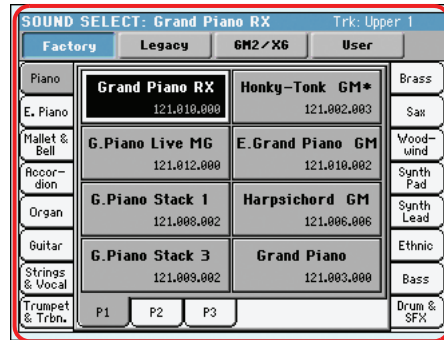 SOUND SELECT: Grand Piano RX Trk: Upper 1
Factory Legacy GM2/XG User
Piano
E. Piano
Mallet &
Bell
Accor-
dion
Organ
Guitar
Strings
& Vocal
Trumpet
& Trbn.
Grand Piano RX
121.010.000
Honky-Tonk GM*
121.002.003
G.Piano Live MG
121.012.000
E.Grand Piano GM
121.010.002
G.Piano Stack 1
121.008.002
Harpsichord GM
121.006.006
G.Piano Stack 3
121.009.002
Grand Piano
121.003.000
P1 P2 P3
Brass
Sax
Wood-
wind
Synth
Pad
Synth
Lead
Ethnic
Bass
Drum &
SFX